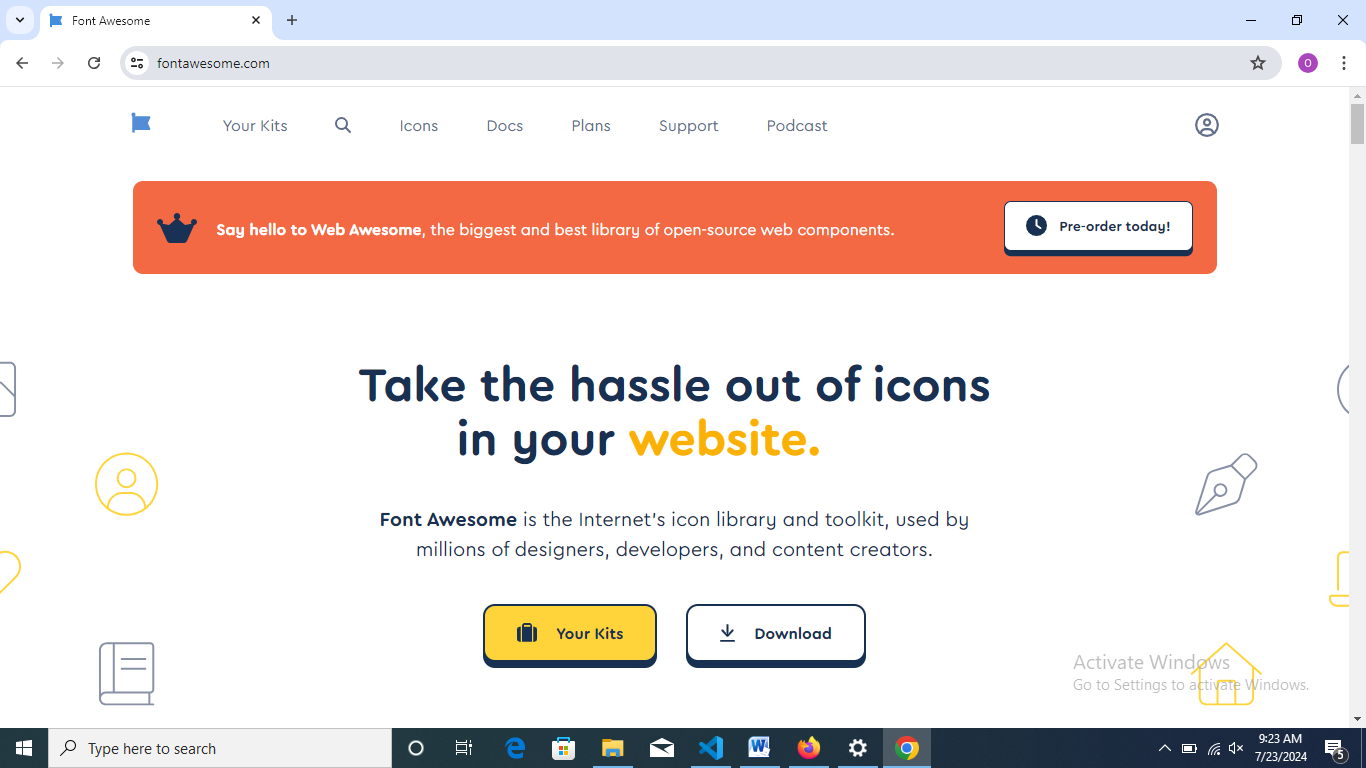 Font Awesome
fontawesome.com
O
Your Kits
Icons
Docs
Plans
Support
Podcast
Say hello to Web Awesome, the biggest and best library of open-source web components.
Pre-order today!
Take the hassle out of icons
in your website.
Font Awesome is the Internet's icon library and toolkit, used by
millions of designers, developers, and content creators.
Your Kits
Download
Activate Windows
Go to Settings to activate Windows.
Type here to search
9:23 AM
7/23/2024
5